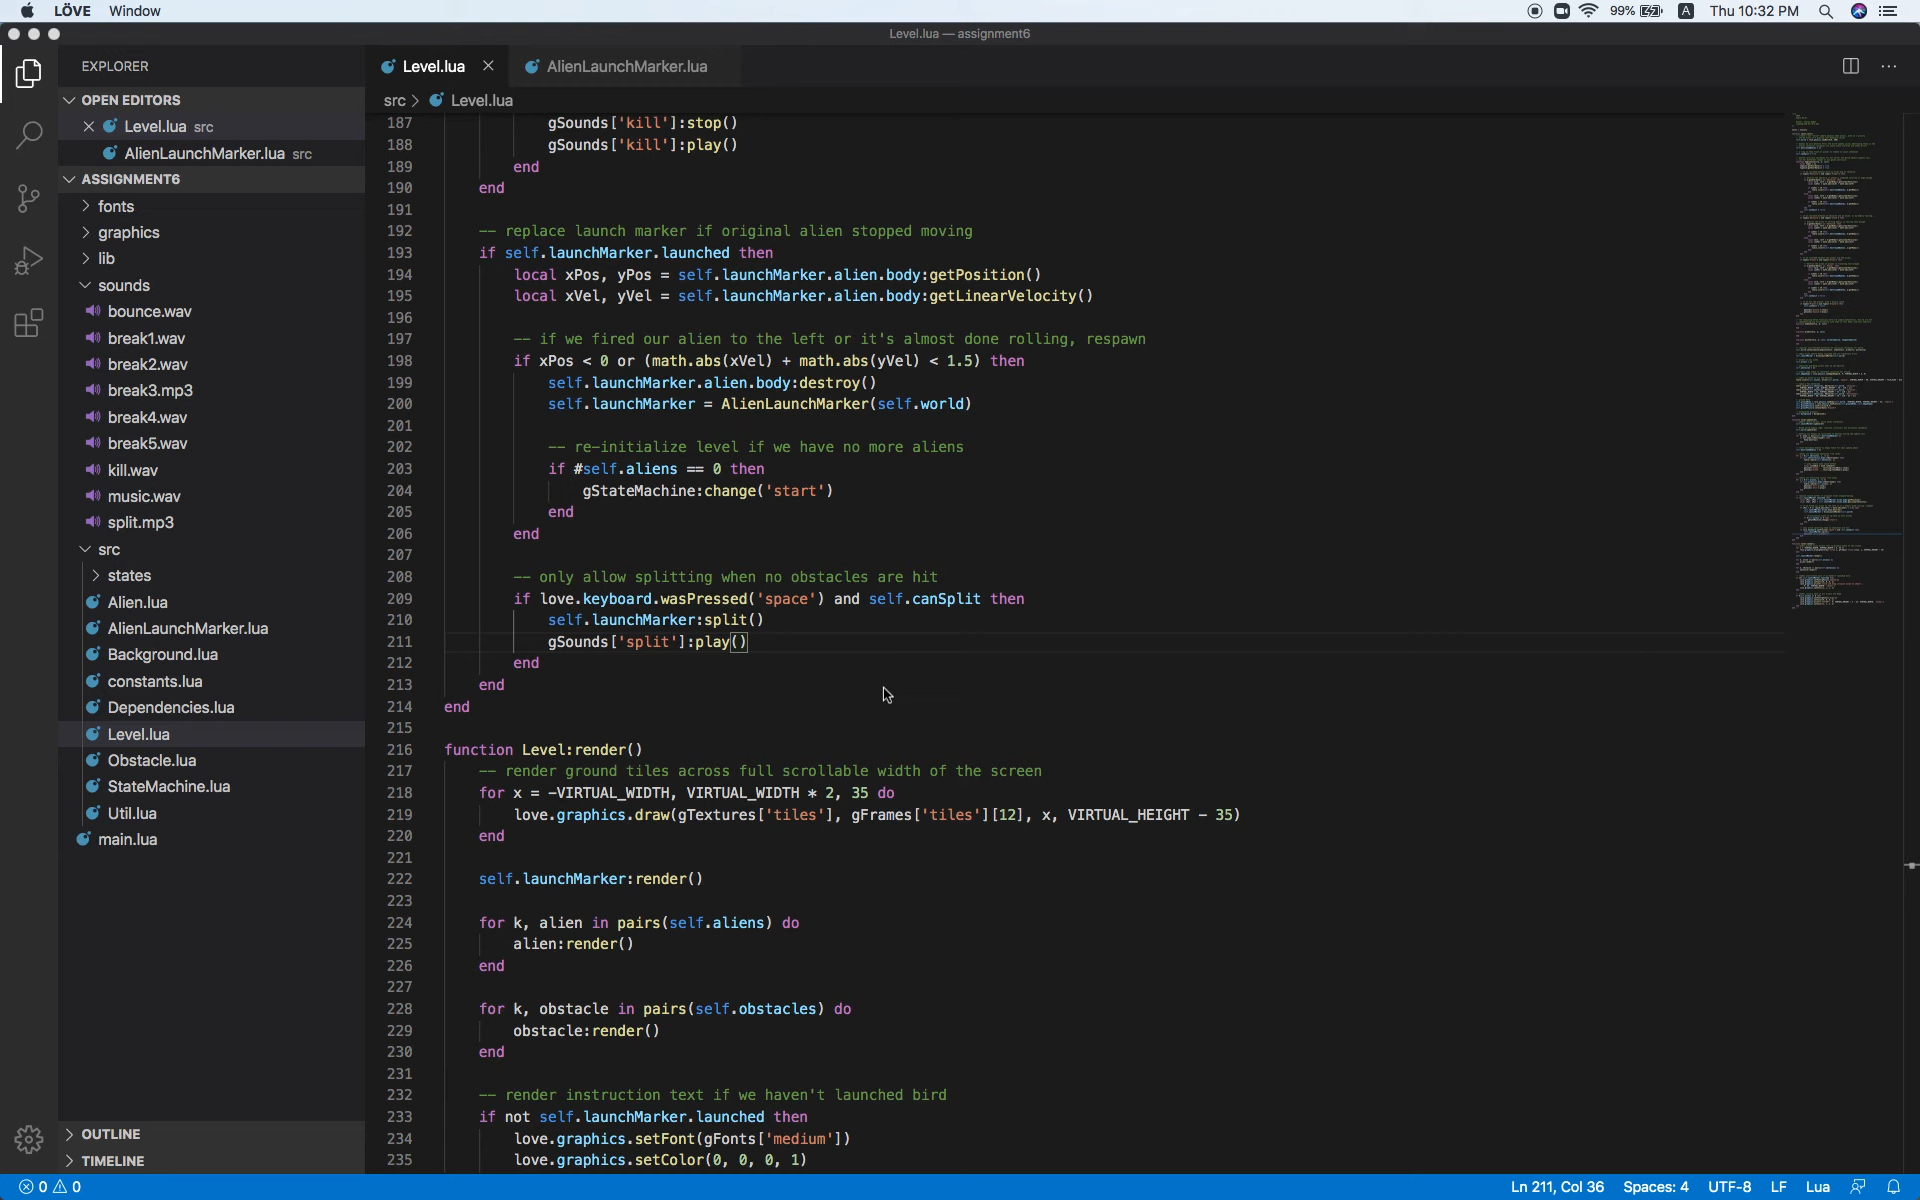 LÖVE Window
99% A Thu 10:32 PM
Level.lua — assignment6
EXPLORER
OPEN EDITORS
Level.lua src
AlienLaunchMarker.lua src
ASSIGNMENT6
fonts
graphics
lib
sounds
bounce.wav
break1.wav
break2.wav
break3.mp3
break4.wav
break5.wav
kill.wav
music.wav
split.mp3
src
states
Alien.lua
AlienLaunchMarker.lua
Background.lua
constants.lua
Dependencies.lua
Level.lua
Obstacle.lua
StateMachine.lua
Util.lua
main.lua
OUTLINE
TIMELINE
Level.lua AlienLaunchMarker.lua
src > Level.lua
187 gSounds['kill']:stop()
188 gSounds['kill']:play()
189 end
190 end
191
192 -- replace launch marker if original alien stopped moving
193 if self.launchMarker.launched then
194 local xPos, yPos = self.launchMarker.alien.body:getPosition()
195 local xVel, yVel = self.launchMarker.alien.body:getLinearVelocity()
196
197 -- if we fired our alien to the left or it's almost done rolling, respawn
198 if xPos < 0 or (math.abs(xVel) + math.abs(yVel) < 1.5) then
199 self.launchMarker.alien.body:destroy()
200 self.launchMarker = AlienLaunchMarker(self.world)
201
202 -- re-initialize level if we have no more aliens
203 if #self.aliens == 0 then
204 gStateMachine:change('start')
205 end
206 end
207
208 -- only allow splitting when no obstacles are hit
209 if love.keyboard.wasPressed('space') and self.canSplit then
210 self.launchMarker:split()
211 gSounds['split']:play()
212 end
213 end
214 end
215
216 function Level:render()
217 -- render ground tiles across full scrollable width of the screen
218 for x = -VIRTUAL_WIDTH, VIRTUAL_WIDTH * 2, 35 do
219 love.graphics.draw(gTextures['tiles'], gFrames['tiles'][12], x, VIRTUAL_HEIGHT - 35)
220 end
221
222 self.launchMarker:render()
223
224 for k, alien in pairs(self.aliens) do
225 alien:render()
226 end
227
228 for k, obstacle in pairs(self.obstacles) do
229 obstacle:render()
230 end
231
232 -- render instruction text if we haven't launched bird
233 if not self.launchMarker.launched then
234 love.graphics.setFont(gFonts['medium'])
235 love.graphics.setColor(0, 0, 0, 1)
0 0
Ln 211, Col 36 Spaces: 4 UTF-8 LF Lua